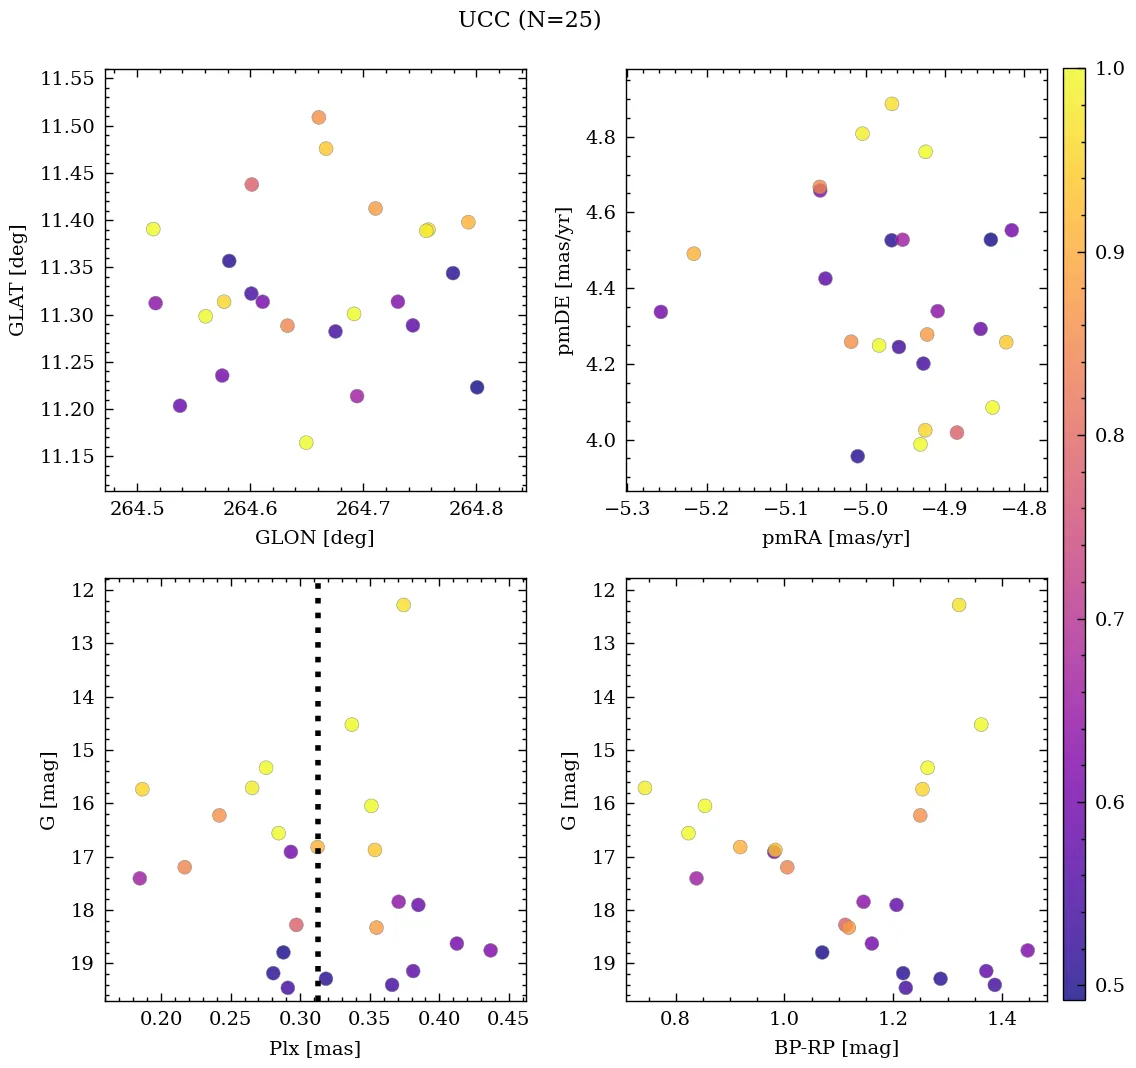 UCC (N=25)
11.55
11.50
11.45
11.40
11.35
11.30
11.25
11.20
11.15
GLAT [deg]
264.5 264.6 264.7 264.8
GLON [deg]
4.8
4.6
4.4
4.2
4.0
pmDE [mas/yr]
−5.3 −5.2 −5.1 −5.0 −4.9 −4.8
pmRA [mas/yr]
1.0
0.9
0.8
0.7
0.6
0.5
12
13
14
15
16
17
18
19
G [mag]
0.20 0.25 0.30 0.35 0.40 0.45
Plx [mas]
12
13
14
15
16
17
18
19
G [mag]
0.8 1.0 1.2 1.4
BP-RP [mag]